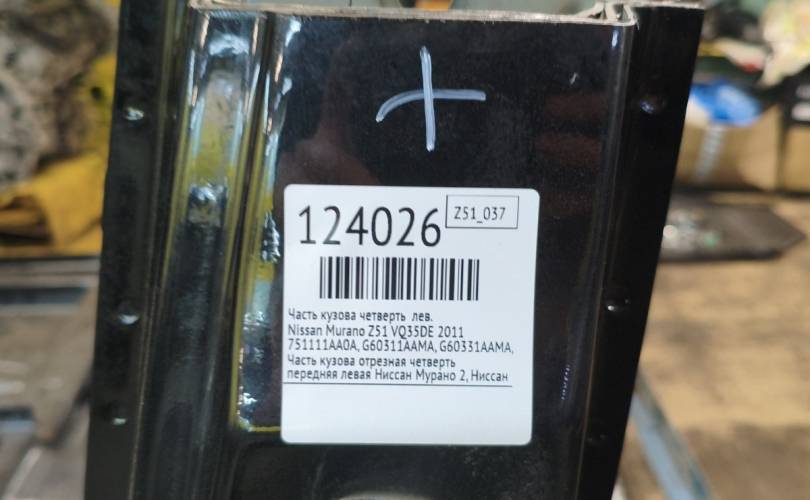 124026
Z51_037
Часть кузова четверть лев.
Nissan Murano Z51 VQ35DE 2011
751111AA0A, G60311AAMA, G60331AAMA,
Часть кузова отрезная четверть
передняя левая Ниссан Мурано 2, Ниссан